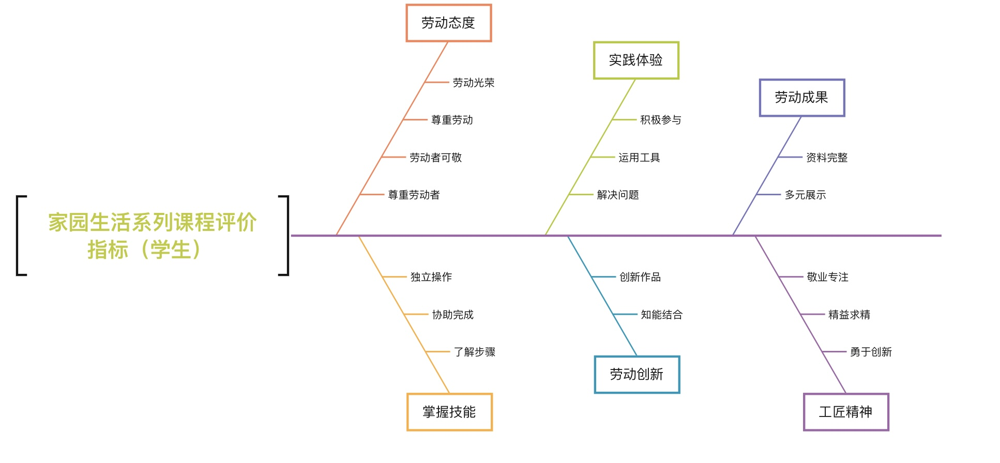 家园生活系列课程评价
指标（学生）
劳动态度
劳动光荣
尊重劳动
劳动者可敬
尊重劳动者
实践体验
积极参与
运用工具
解决问题
劳动成果
资料完整
多元展示
独立操作
协助完成
了解步骤
掌握技能
创新作品
知能结合
劳动创新
敬业专注
精益求精
勇于创新
工匠精神